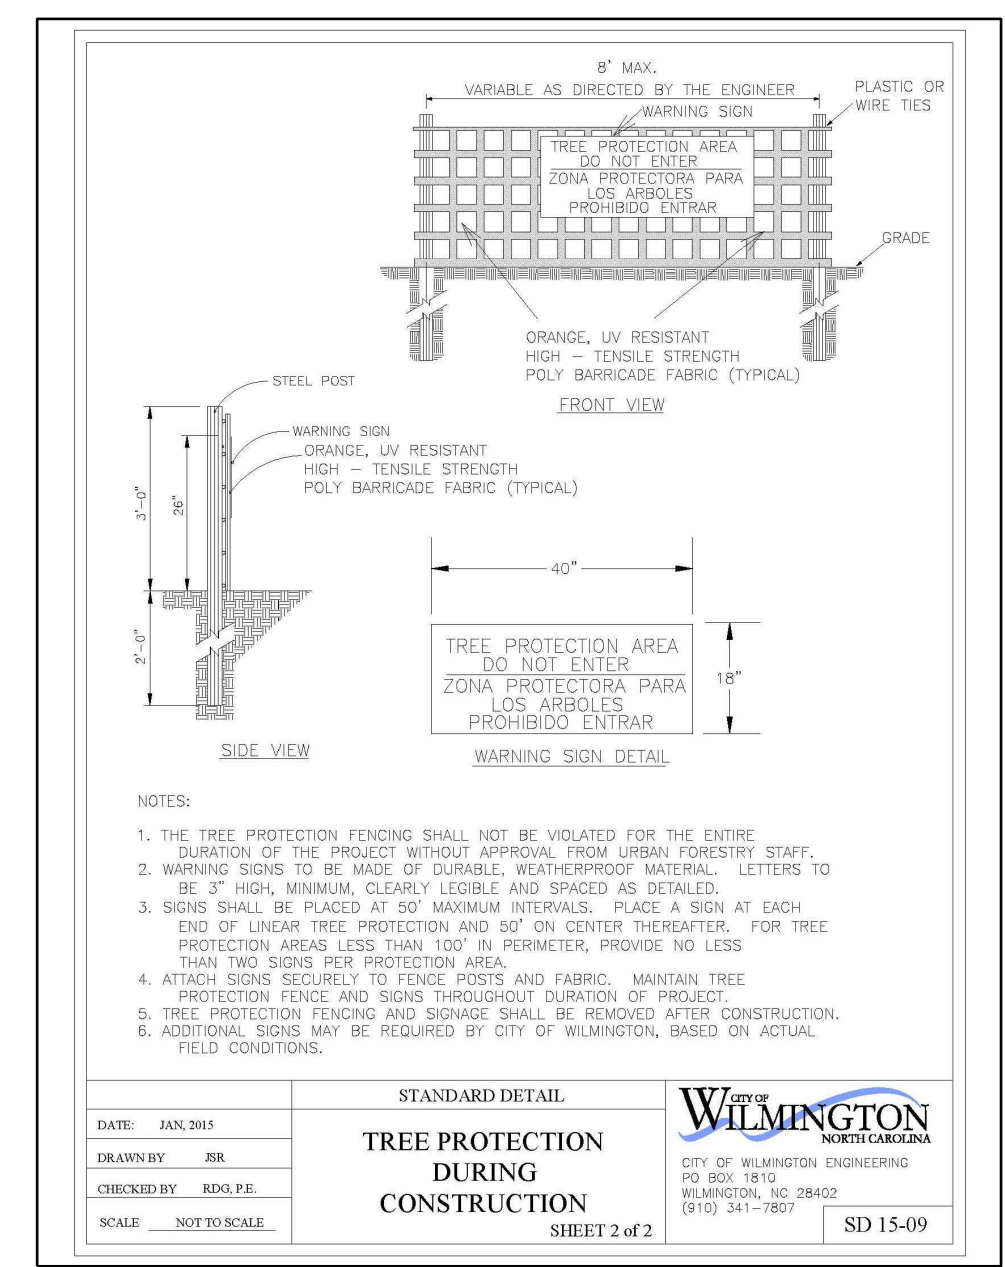 8' MAX.
VARIABLE AS DIRECTED BY THE ENGINEER
PLASTIC OR
WIRE TIES
WARNING SIGN
TREE PROTECTION AREA
DO NOT ENTER
ZONA PROTECTORA PARA
LOS ARBOLES
PROHIBIDO ENTRAR
GRADE
ORANGE, UV RESISTANT
HIGH – TENSILE STRENGTH
POLY BARRICADE FABRIC (TYPICAL)
FRONT VIEW
STEEL POST
WARNING SIGN
ORANGE, UV RESISTANT
HIGH – TENSILE STRENGTH
POLY BARRICADE FABRIC (TYPICAL)
3'-0"
26"
2'-0"
SIDE VIEW
40"
TREE PROTECTION AREA
DO NOT ENTER
ZONA PROTECTORA PARA
LOS ARBOLES
PROHIBIDO ENTRAR
18"
WARNING SIGN DETAIL
NOTES:
1. THE TREE PROTECTION FENCING SHALL NOT BE VIOLATED FOR THE ENTIRE
DURATION OF THE PROJECT WITHOUT APPROVAL FROM URBAN FORESTRY STAFF.
2. WARNING SIGNS TO BE MADE OF DURABLE, WEATHERPROOF MATERIAL. LETTERS TO
BE 3" HIGH, MINIMUM, CLEARLY LEGIBLE AND SPACED AS DETAILED.
3. SIGNS SHALL BE PLACED AT 50' MAXIMUM INTERVALS. PLACE A SIGN AT EACH
END OF LINEAR TREE PROTECTION AND 50' ON CENTER THEREAFTER. FOR TREE
PROTECTION AREAS LESS THAN 100' IN PERIMETER, PROVIDE NO LESS
THAN TWO SIGNS PER PROTECTION AREA.
4. ATTACH SIGNS SECURELY TO FENCE POSTS AND FABRIC. MAINTAIN TREE
PROTECTION FENCE AND SIGNS THROUGHOUT DURATION OF PROJECT.
5. TREE PROTECTION FENCING AND SIGNAGE SHALL BE REMOVED AFTER CONSTRUCTION.
6. ADDITIONAL SIGNS MAY BE REQUIRED BY CITY OF WILMINGTON, BASED ON ACTUAL
FIELD CONDITIONS.
STANDARD DETAIL
DATE: JAN, 2015
DRAWN BY JSR
CHECKED BY RDG, P.E.
SCALE NOT TO SCALE
TREE PROTECTION
DURING
CONSTRUCTION
SHEET 2 of 2
CITY OF
WILMINGTON
NORTH CAROLINA
CITY OF WILMINGTON ENGINEERING
PO BOX 1810
WILMINGTON, NC 28402
(910) 341-7807
SD 15-09